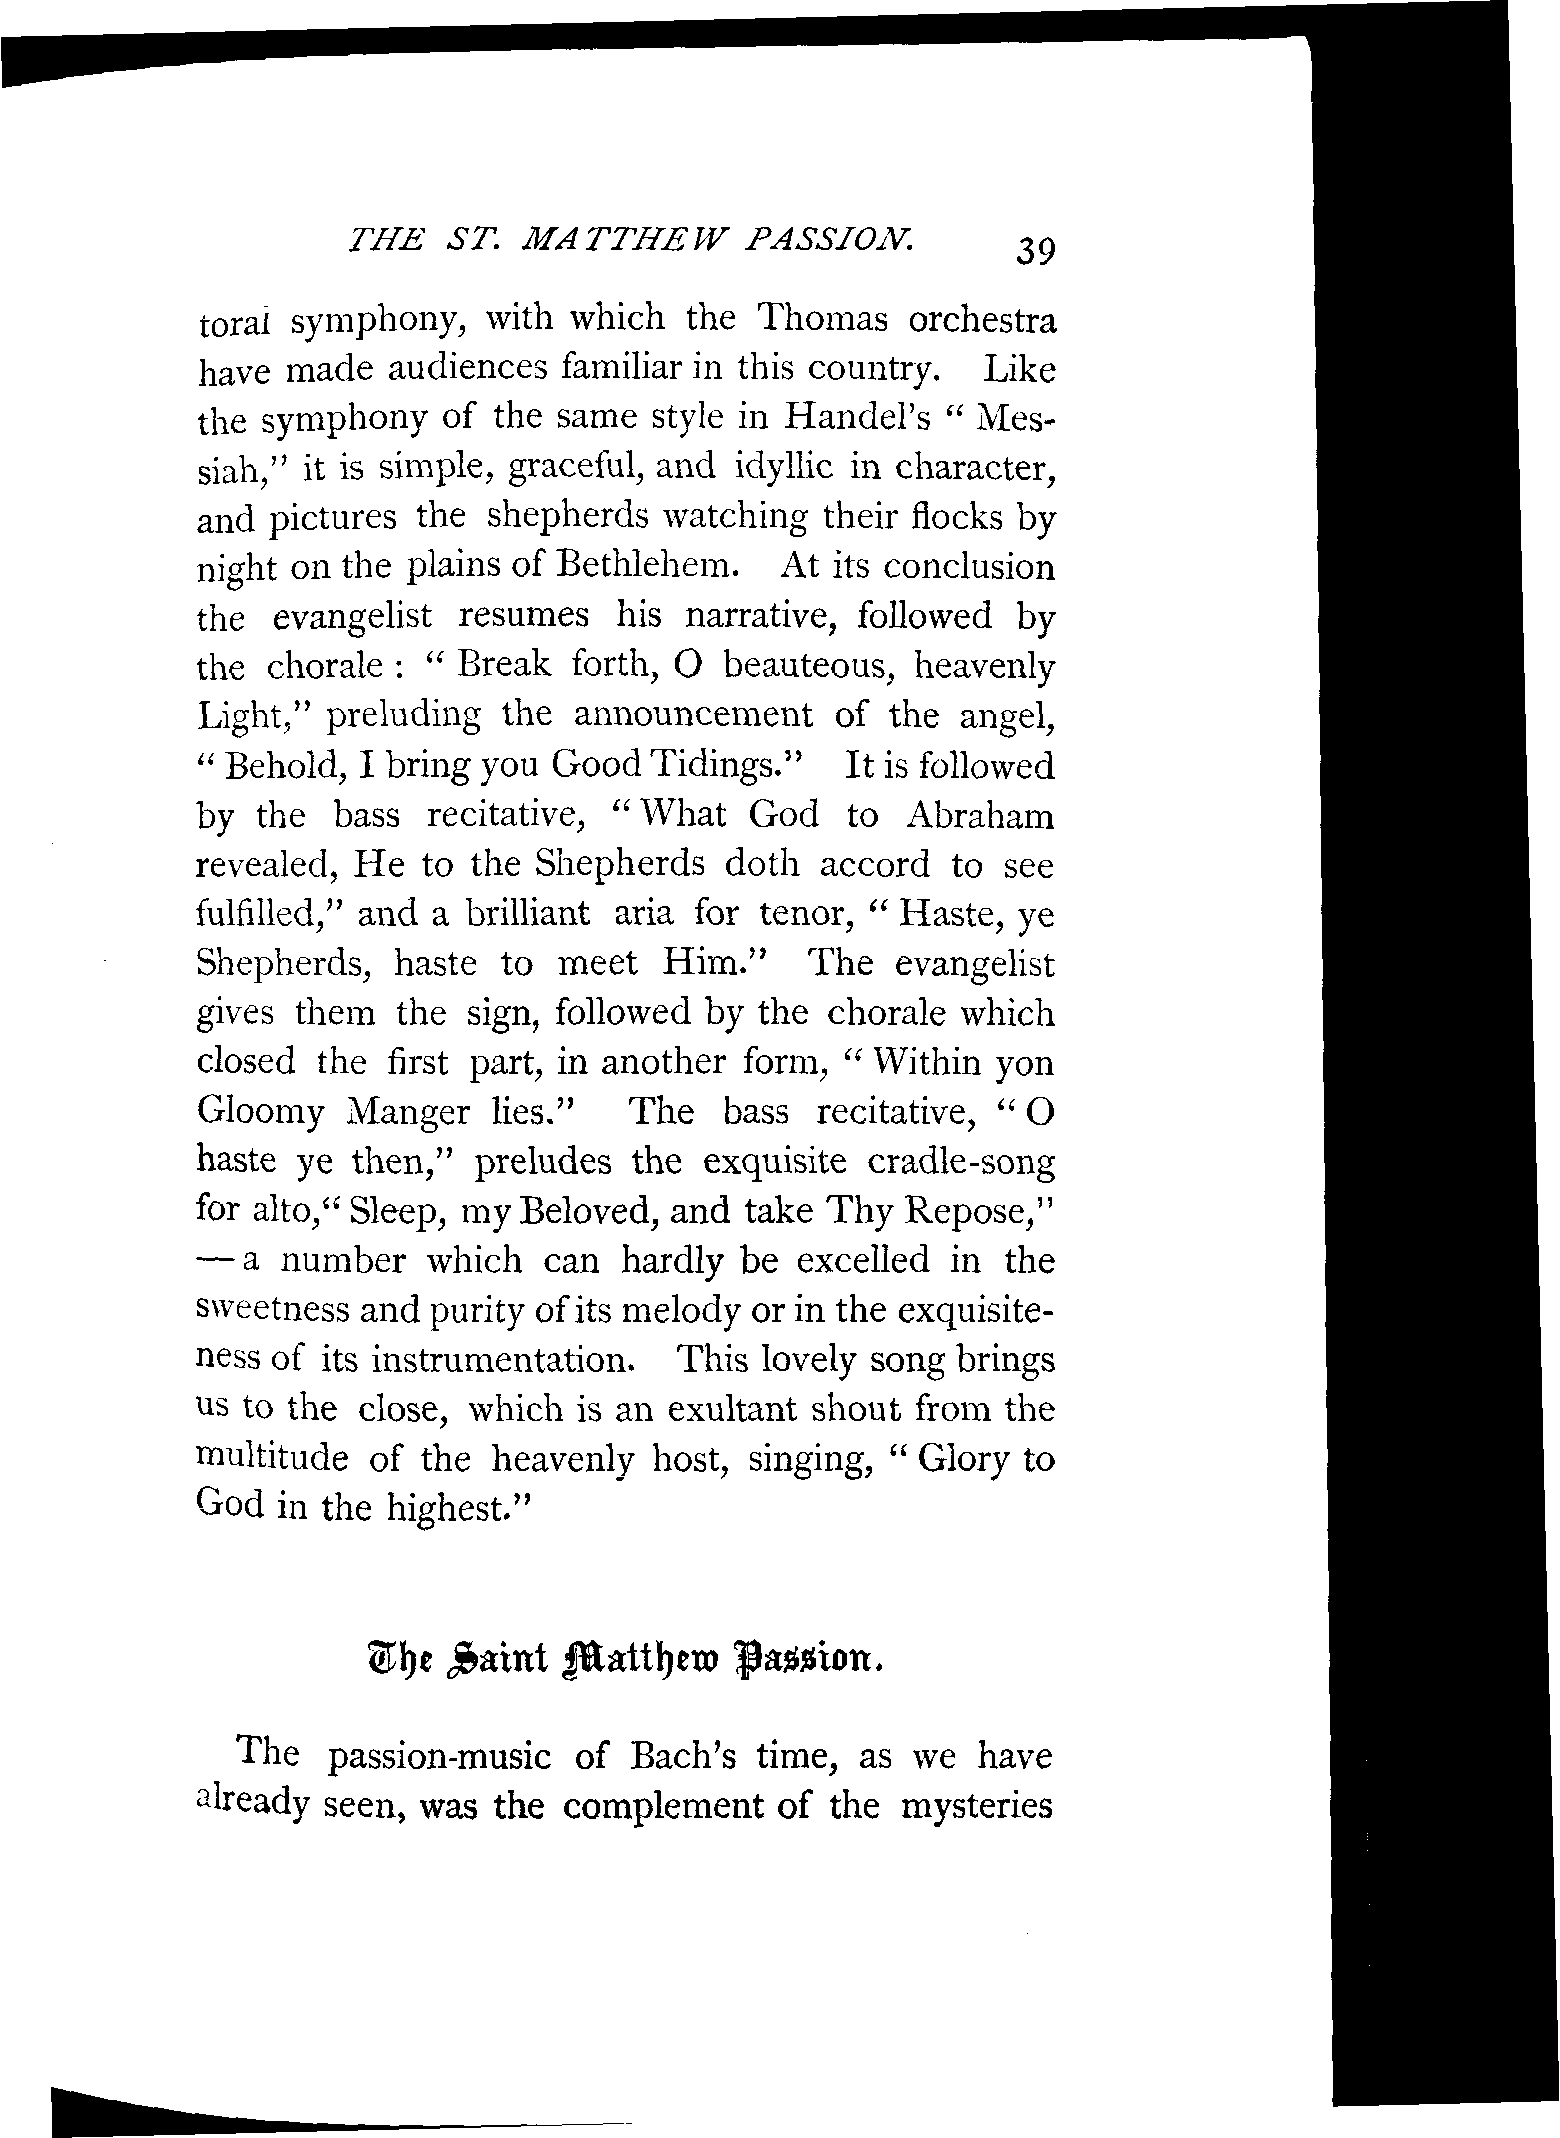 THE ST. MATTHEW PASSION. 39
toral symphony, with which the Thomas orchestra
have made audiences familiar in this country. Like
the symphony of the same style in Handel's " Mes-
siah," it is simple, graceful, and idyllic in character,
and pictures the shepherds watching their flocks by
night on the plains of Bethlehem. At its conclusion
the evangelist resumes his narrative, followed by
the chorale : " Break forth, O beauteous, heavenly
Light," preluding the announcement of the angel,
" Behold, I bring you Good Tidings." It is followed
by the bass recitative, " What God to Abraham
revealed, He to the Shepherds doth accord to see
fulfilled," and a brilliant aria for tenor, " Haste, ye
Shepherds, haste to meet Him." The evangelist
gives them the sign, followed by the chorale which
closed the first part, in another form, " Within yon
Gloomy Manger lies." The bass recitative, " O
haste ye then," preludes the exquisite cradle-song
for alto," Sleep, my Beloved, and take Thy Repose,"
— a number which can hardly be excelled in the
sweetness and purity of its melody or in the exquisite-
ness of its instrumentation. This lovely song brings
us to the close, which is an exultant shout from the
multitude of the heavenly host, singing, " Glory to
God in the highest."
The Saint Matthew Passion.
The passion-music of Bach's time, as we have
already seen, was the complement of the mysteries